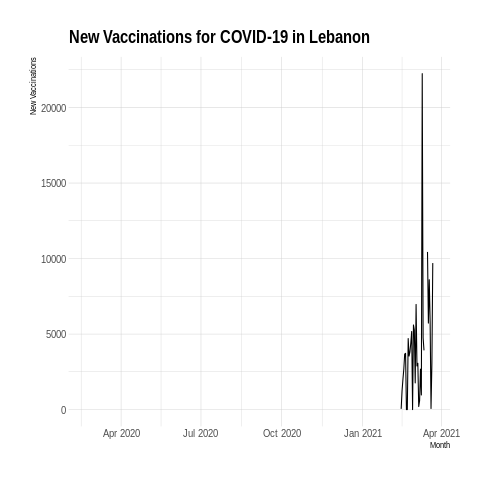 New Vaccinations for COVID-19 in Lebanon
New Vaccinations
20000
15000
10000
5000
0
Apr 2020 Jul 2020 Oct 2020 Jan 2021 Apr 2021
Month